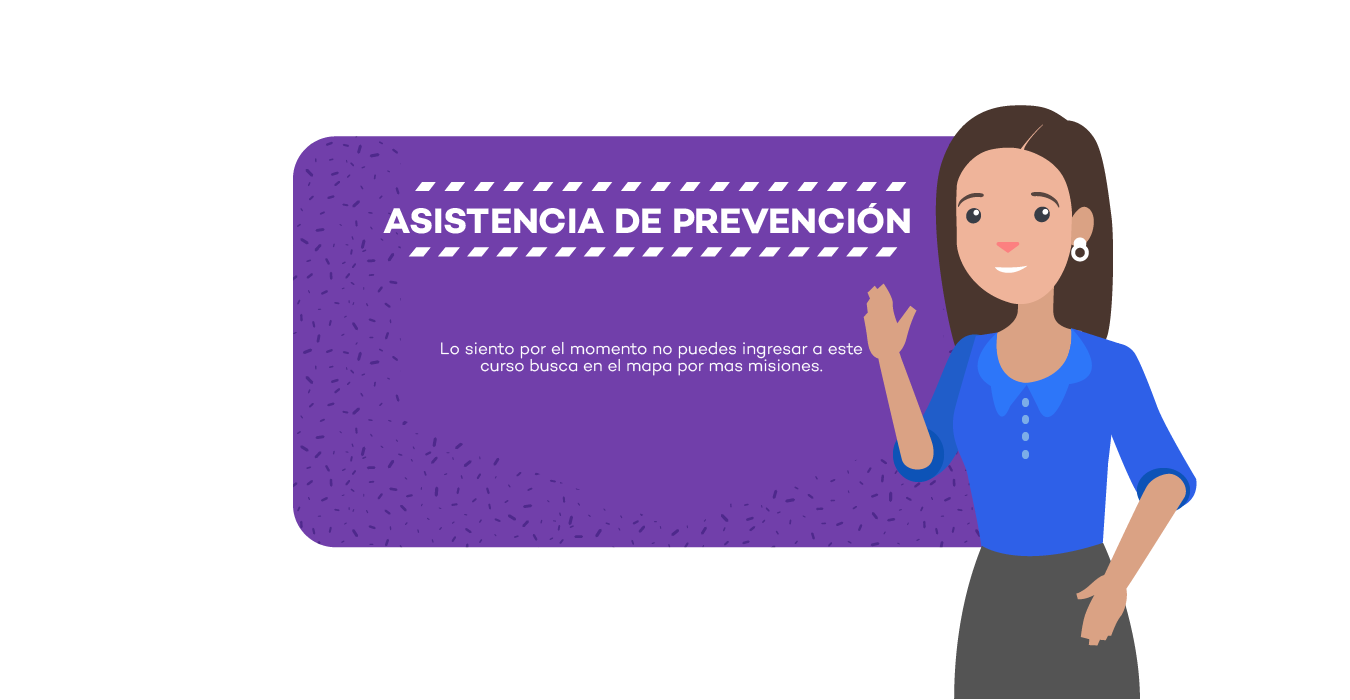 ASISTENCIA DE PREVENCIÓN
Lo siento por el momento no puedes ingresar a este
curso busca en el mapa por mas misiones.